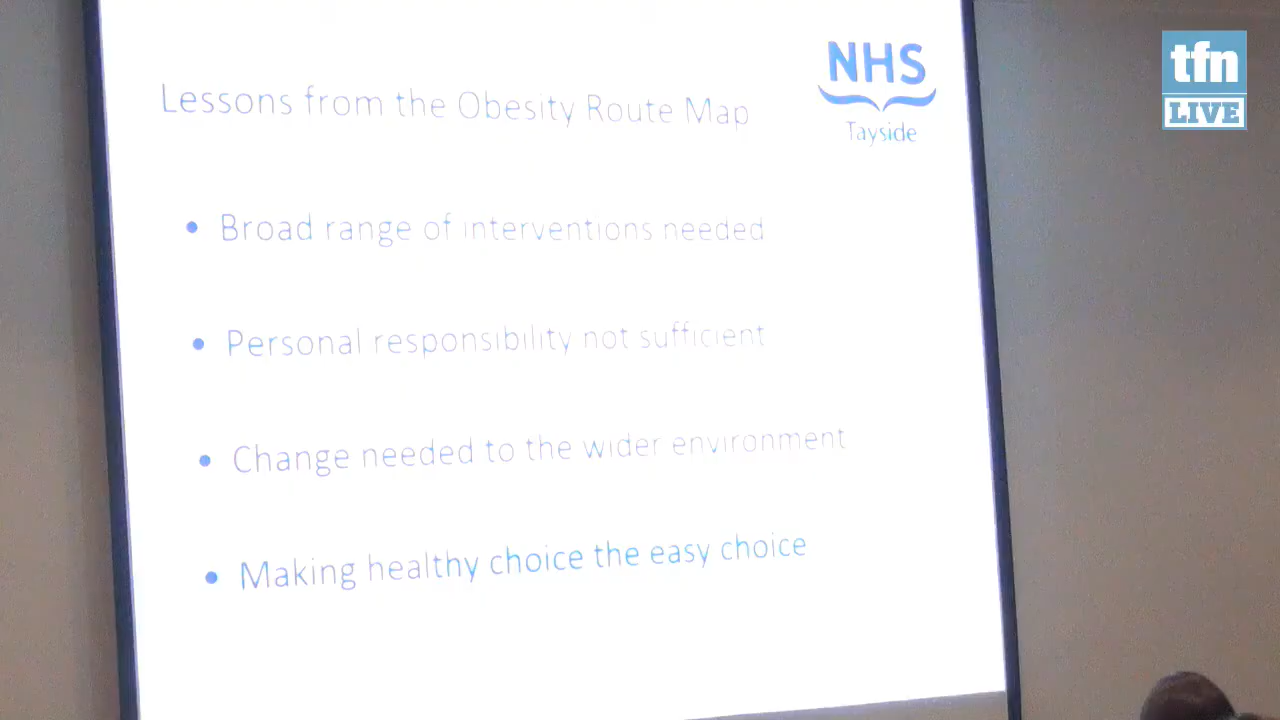 Lessons from the Obesity Route Map
NHS
Tayside
tfn
LIVE
• Broad range of interventions needed
• Personal responsibility not sufficient
• Change needed to the wider environment
• Making healthy choice the easy choice